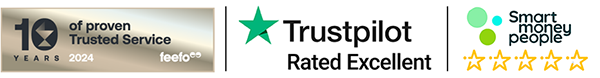 10
YEARS
of proven
Trusted Service
2024
feefo
Trustpilot
Rated Excellent
Smart
money
people